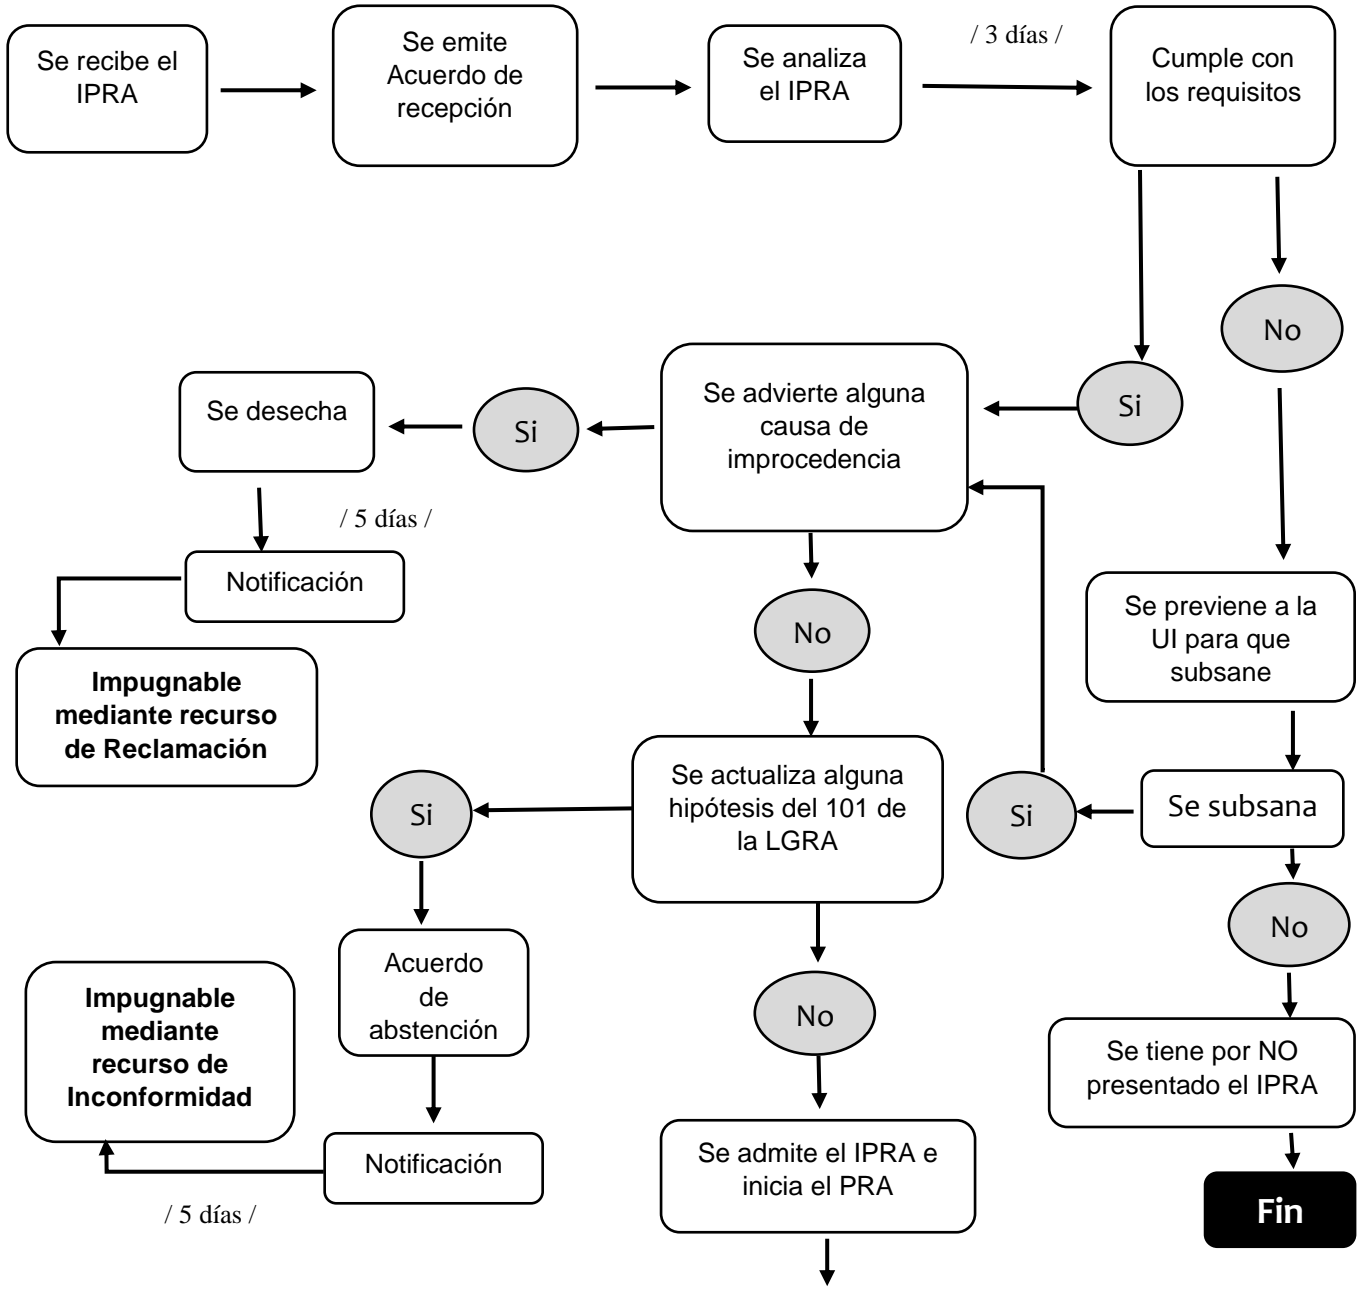 Se recibe el
IPRA
Se emite
Acuerdo de
recepción
Se analiza
el IPRA
/ 3 días /
Cumple con
los requisitos
No
Si
Se advierte alguna
causa de
improcedencia
Si
Se desecha
/ 5 días /
Notificación
Impugnable
mediante recurso
de Reclamación
No
Se previene a la
UI para que
subsane
Se actualiza alguna
hipótesis del 101 de
la LGRA
Si
Si
Se subsana
No
Acuerdo
de
abstención
Impugnable
mediante
recurso de
Inconformidad
No
Se tiene por NO
presentado el IPRA
Notificación
/ 5 días /
Se admite el IPRA e
inicia el PRA
Fin